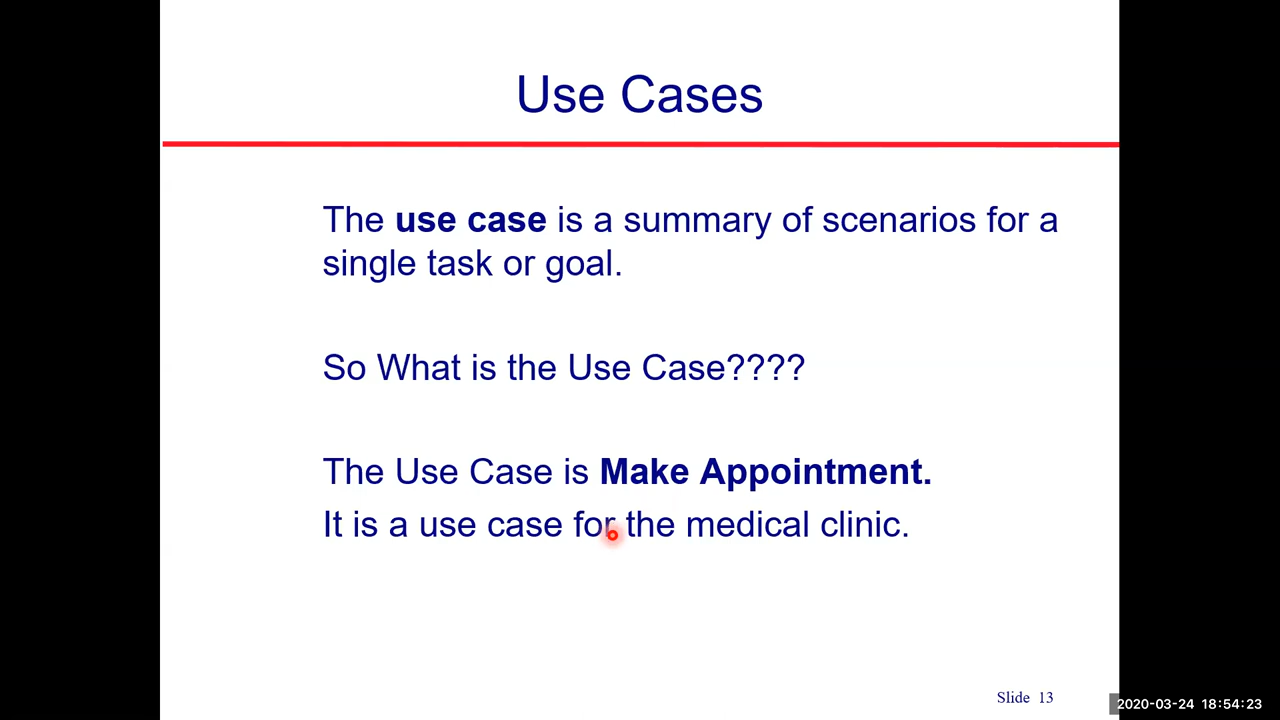 Use Cases
The use case is a summary of scenarios for a
single task or goal.
So What is the Use Case????
The Use Case is Make Appointment.
It is a use case for the medical clinic.
Slide 13
2020-03-24 18:54:23